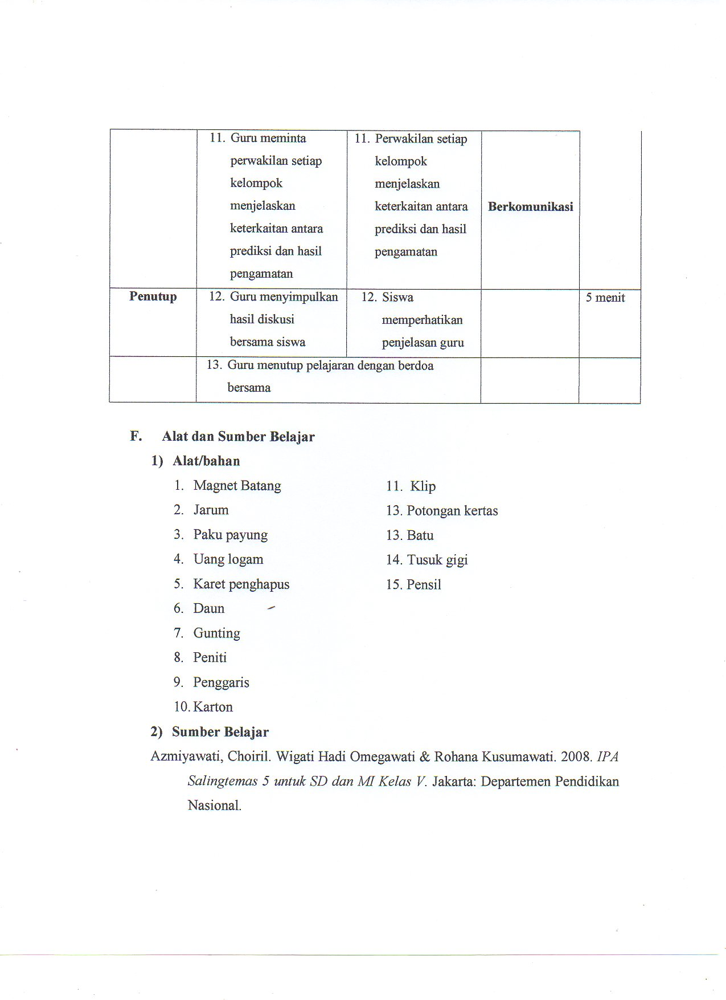 11. Guru meminta
perwakilan setiap
kelompok
menjelaskan
keterkaitan antara
prediksi dan hasil
pengamatan
11. Perwakilan setiap
kelompok
menjelaskan
keterkaitan antara
prediksi dan hasil
pengamatan
Berkomunikasi
Penutup
12. Guru menyimpulkan
hasil diskusi
bersama siswa
12. Siswa
memperhatikan
penjelasan guru
5 menit
13. Guru menutup pelajaran dengan berdoa
bersama
F. Alat dan Sumber Belajar
1) Alat/bahan
1. Magnet Batang
2. Jarum
3. Paku payung
4. Uang logam
5. Karet penghapus
6. Daun
7. Gunting
8. Peniti
9. Penggaris
10. Karton
11. Klip
13. Potongan kertas
13. Batu
14. Tusuk gigi
15. Pensil
2) Sumber Belajar
Azmiyawati, Choiril. Wigati Hadi Omegawati & Rohana Kusumawati. 2008. IPA
Salingtemas 5 untuk SD dan MI Kelas V. Jakarta: Departemen Pendidikan
Nasional.